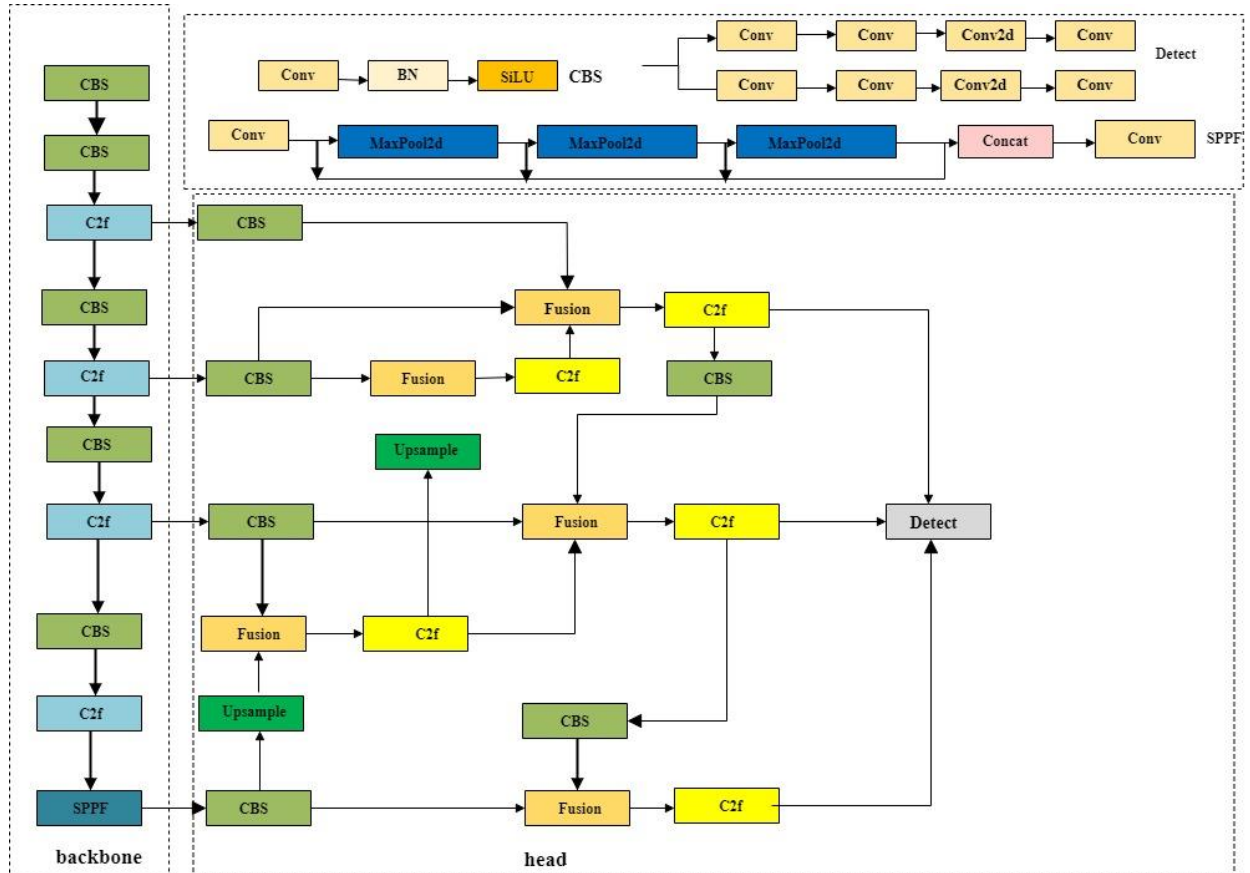 Conv
Conv
Conv2d
Conv
Detect
Conv
BN
SiLU
CBS
Conv
Conv
Conv2d
Conv
Conv
MaxPool2d
MaxPool2d
MaxPool2d
Concat
Conv
SPPF
CBS
CBS
C2f
CBS
C2f
CBS
C2f
CBS
C2f
SPPF
backbone
CBS
Fusion
C2f
CBS
Fusion
C2f
CBS
Upsample
CBS
Fusion
C2f
Detect
Fusion
C2f
Upsample
CBS
CBS
Fusion
C2f
head